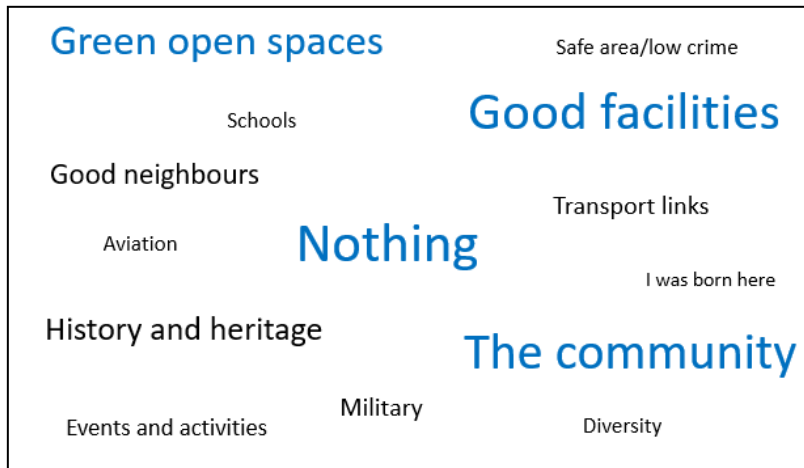 Green open spaces
Safe area/low crime
Good facilities
Schools
Good neighbours
Transport links
Aviation
Nothing
I was born here
History and heritage
The community
Military
Events and activities
Diversity